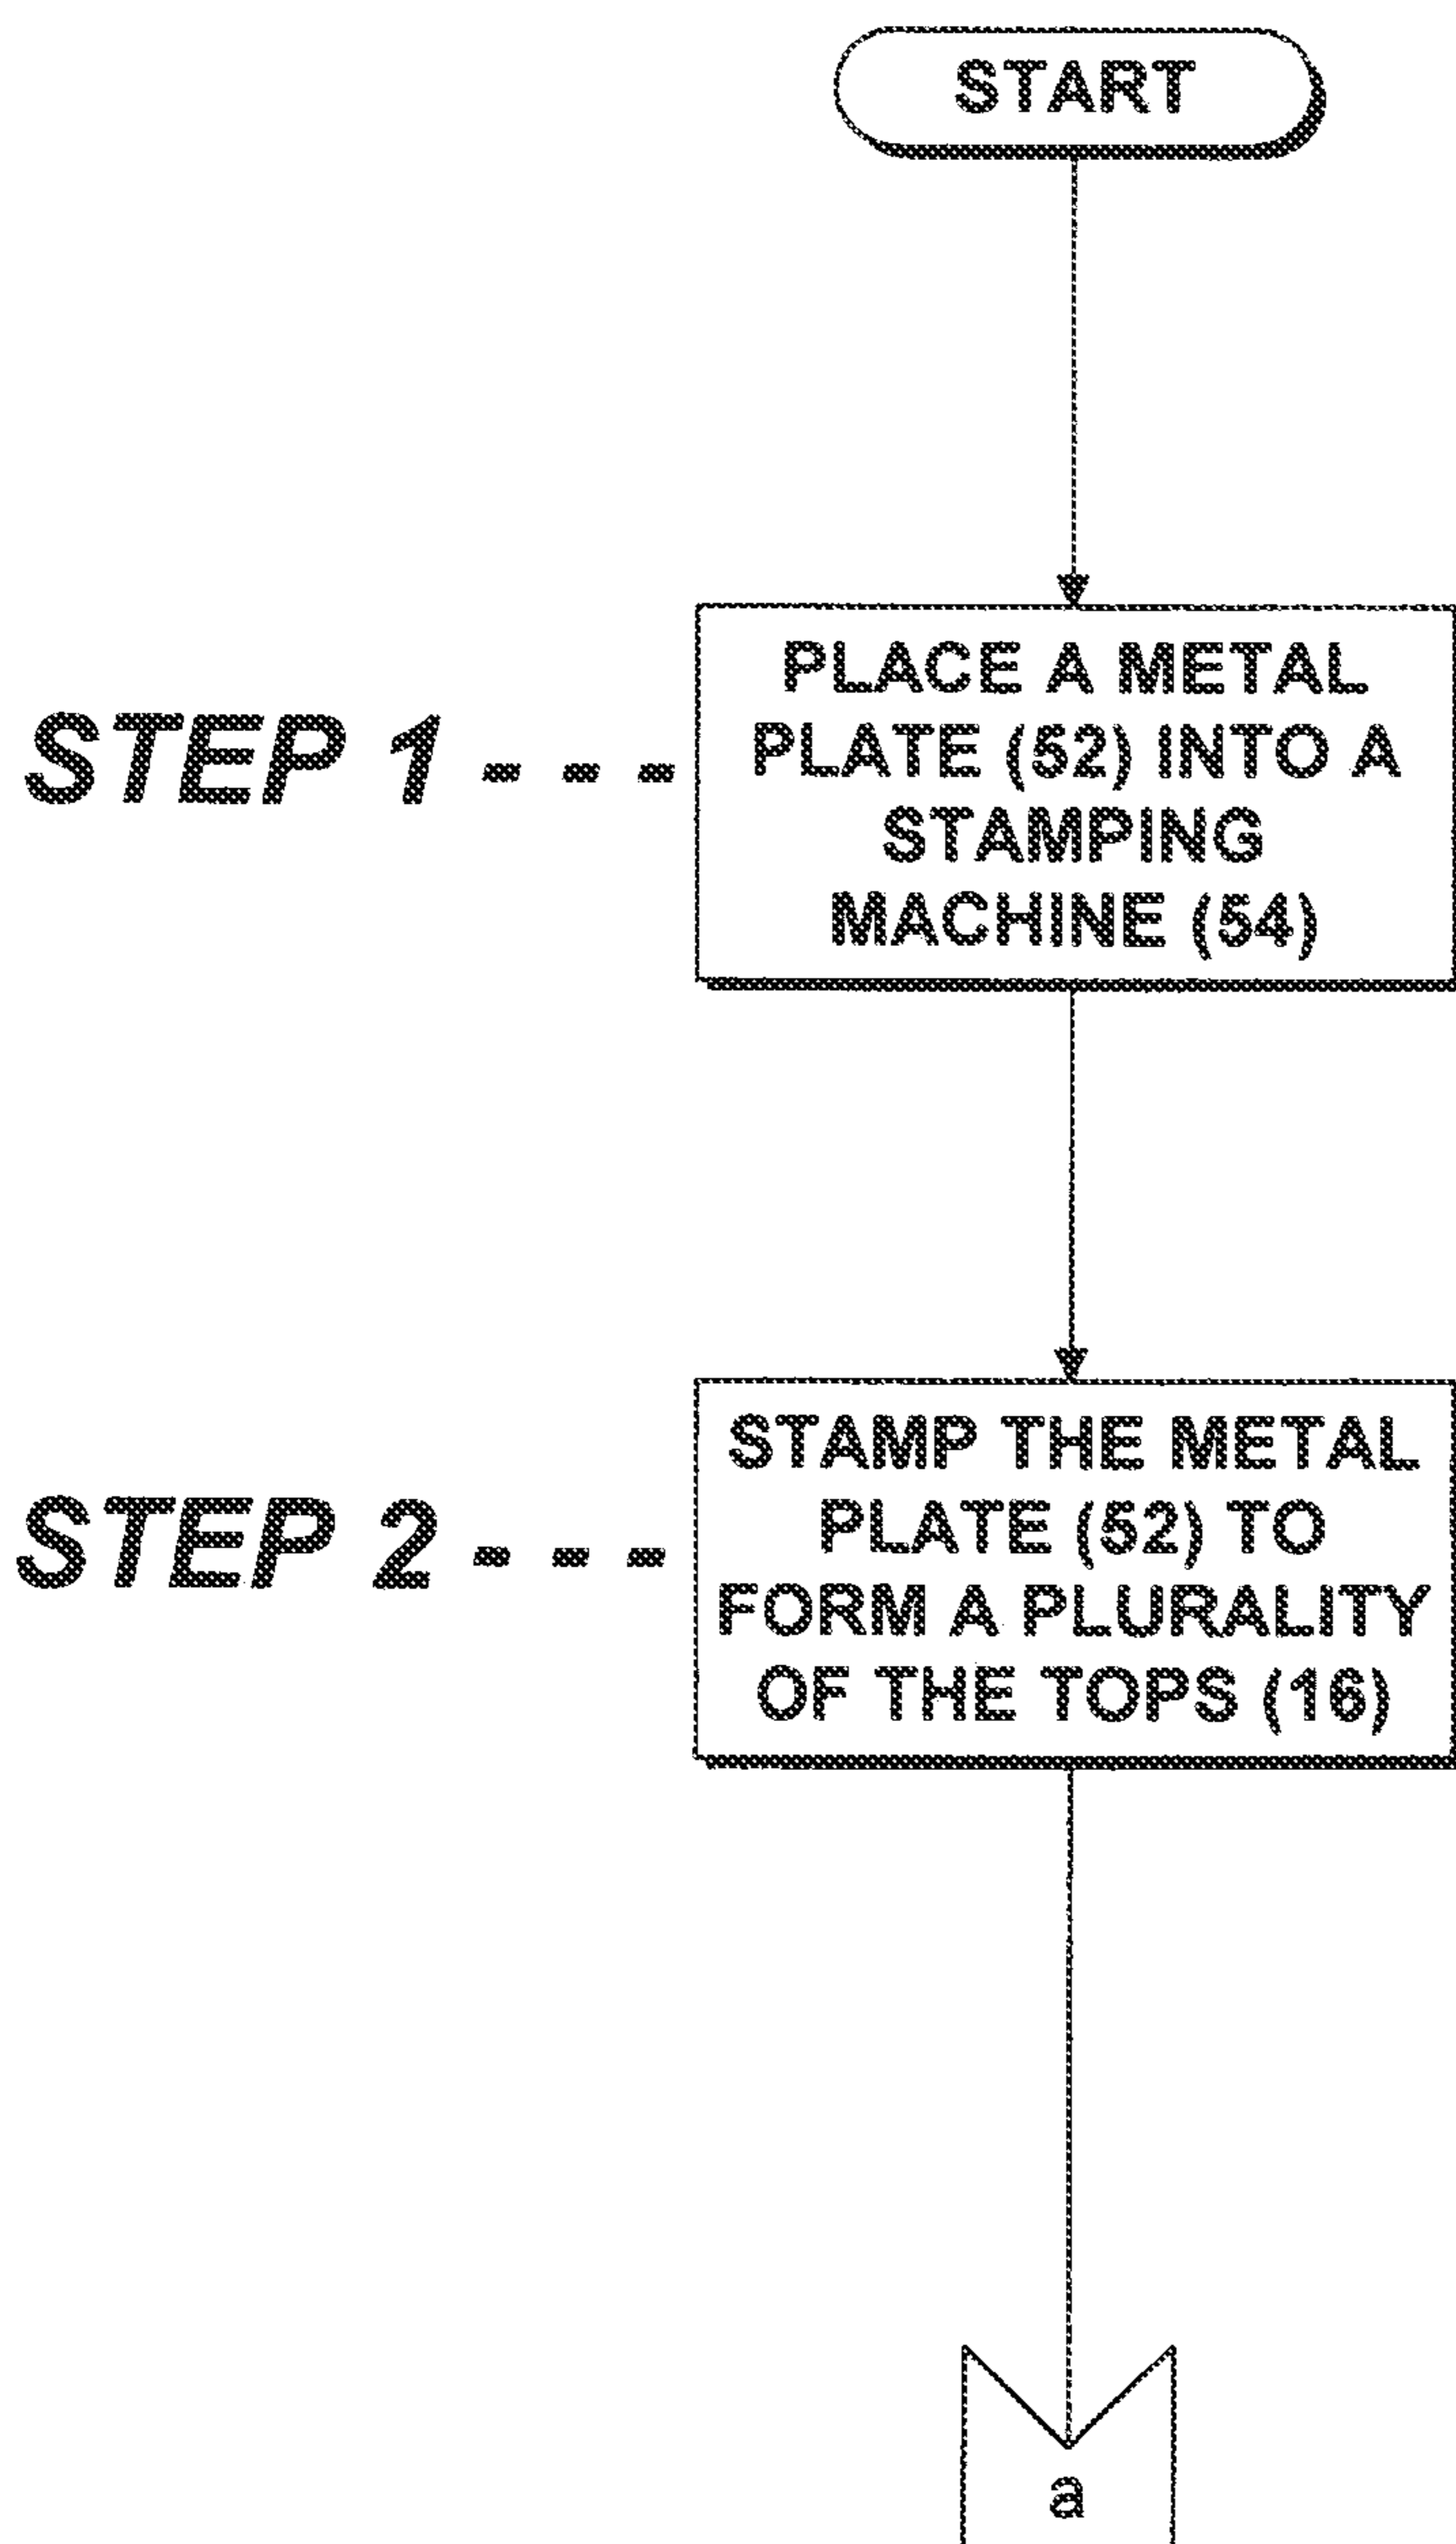 START
STEP 1 - - -
PLACE A METAL
PLATE (52) INTO A
STAMPING
MACHINE (54)
STEP 2 - - -
STAMP THE METAL
PLATE (52) TO
FORM A PLURALITY
OF THE TOPS (16)
a